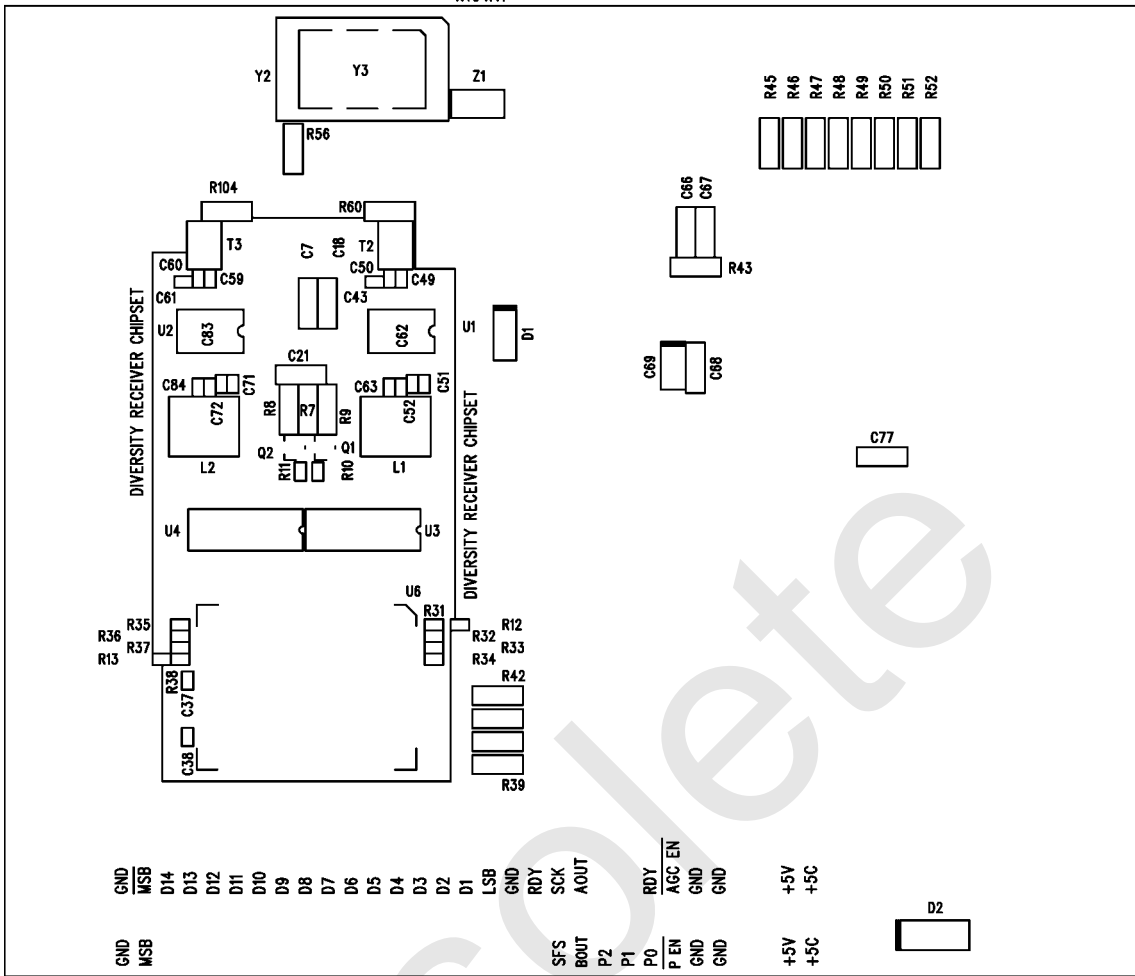 Y2
Y3
Z1
R56
R45
R46
R47
R48
R49
R50
R51
R52
R104
R60
C66
C67
T3
C7
C18
T2
R43
C60
C59
C50
C49
C61
C43
DIVERSITY RECEIVER CHIPSET
U2
C83
C62
U1
D1
C21
C69
C68
C84
C71
C63
C51
C72
R8
R7
R9
C52
C77
Q2
Q1
L2
R11
R10
L1
DIVERSITY RECEIVER CHIPSET
U4
U3
U6
R35
R31
R12
R36
R32
R37
R33
R13
R34
R38
R42
C37
C38
R39
GND
MSB
D14
D13
D12
D11
D10
D9
D8
D7
D6
D5
D4
D3
D2
D1
LSB
GND
RDY
SCK
AOUT
RDY
AGC EN
GND
GND
+5V
+5C
D2
GND
MSB
SFS
BOUT
P2
P1
P0
P EN
GND
GND
+5V
+5C